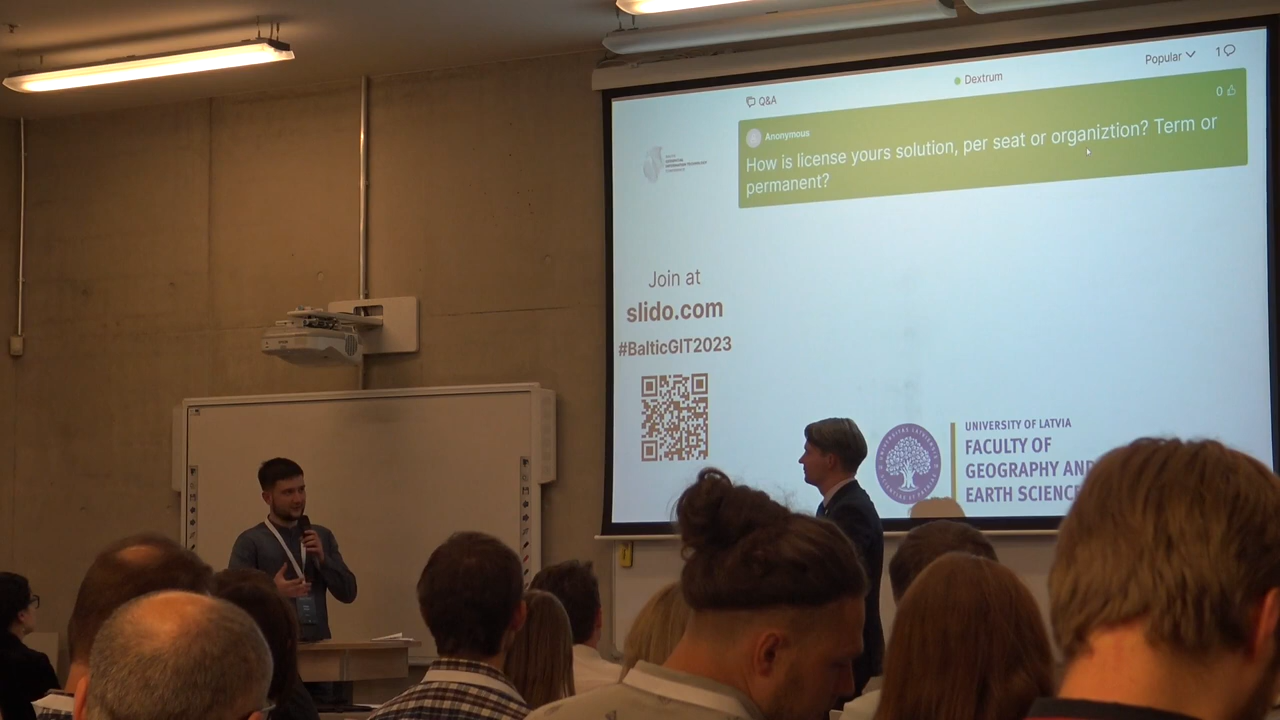 Popular 1
Dextrum
Q&A
0
A Anonymous
How is license yours solution, per seat or organiztion? Term or
permanent?
Join at
slido.com
#BalticGIT2023
UNIVERSITY OF LATVIA
FACULTY OF
GEOGRAPHY AND
EARTH SCIENC